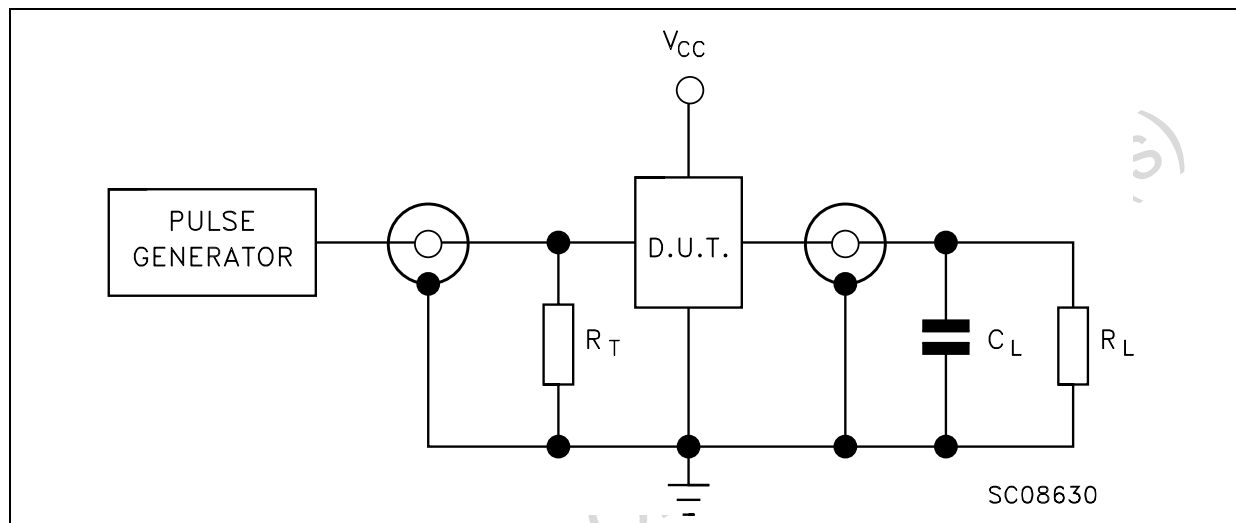 VCC
PULSE
GENERATOR
D.U.T.
RT
CL
RL
SC08630